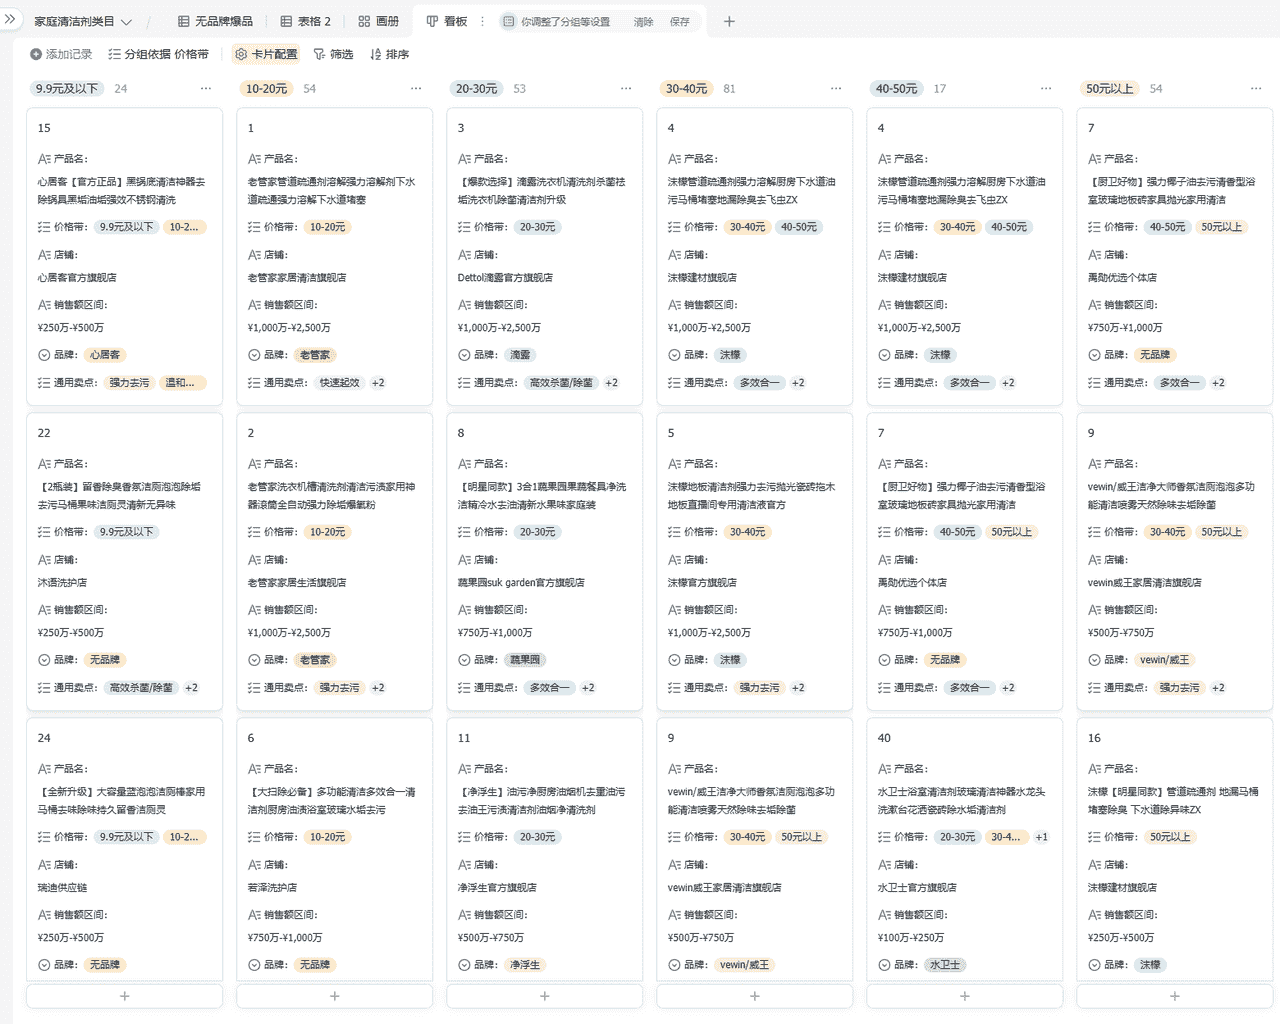 家庭清洁剂类目
无品牌爆品
表格 2
画册
看板
你调整了分组等设置
清除
保存
添加记录
分组依据 价格带
卡片配置
筛选
排序
9.9元及以下 24
15
产品名:
心居客【官方正品】黑锅底清洁神器去
除锅具黑垢油垢强效不锈钢清洗
价格带: 9.9元及以下 10-2...
店铺:
心居客官方旗舰店
销售额区间:
¥250万-¥500万
品牌: 心居客
通用卖点: 强力去污 温和...
22
产品名:
【2瓶装】留香除臭香氛洁厕泡泡除垢
去污马桶果味洁厕灵清新无异味
价格带: 9.9元及以下
店铺:
沐语洗护店
销售额区间:
¥250万-¥500万
品牌: 无品牌
通用卖点: 高效杀菌/除菌 +2
24
产品名:
【全新升级】大容量蓝泡泡洁厕棒家用
马桶去味除味持久留香洁厕灵
价格带: 9.9元及以下 10-2...
店铺:
瑞迪供应链
销售额区间:
¥250万-¥500万
品牌: 无品牌
10-20元 54
1
产品名:
老管家管道疏通剂溶解强力溶解剂下水
道疏通强力溶解下水道堵塞
价格带: 10-20元
店铺:
老管家家居清洁旗舰店
销售额区间:
¥1,000万-¥2,500万
品牌: 老管家
通用卖点: 快速起效 +2
2
产品名:
老管家洗衣机槽清洗剂清洁污渍家用神
器滚筒全自动强力除垢爆氧粉
价格带: 10-20元
店铺:
老管家家居生活旗舰店
销售额区间:
¥1,000万-¥2,500万
品牌: 老管家
通用卖点: 强力去污 +2
6
产品名:
【大扫除必备】多功能清洁多效合一清
洁剂厨房油渍浴室玻璃水垢去污
价格带: 10-20元
店铺:
若泽洗护店
销售额区间:
¥750万-¥1,000万
品牌: 无品牌
20-30元 53
3
产品名:
【爆款选择】滴露洗衣机清洗剂杀菌祛
垢洗衣机除菌清洁剂升级
价格带: 20-30元
店铺:
Dettol滴露官方旗舰店
销售额区间:
¥1,000万-¥2,500万
品牌: 滴露
通用卖点: 高效杀菌/除菌 +2
8
产品名:
【明星同款】3合1蔬果园果蔬餐具净洗
洁精冷水去油清新水果味家庭装
价格带: 20-30元
店铺:
蔬果园suk garden官方旗舰店
销售额区间:
¥750万-¥1,000万
品牌: 蔬果园
通用卖点: 多效合一 +2
11
产品名:
【净浮生】油污净厨房油烟机去重油污
去油王污渍清洁剂油烟净清洗剂
价格带: 20-30元
店铺:
净浮生官方旗舰店
销售额区间:
¥500万-¥750万
品牌: 净浮生
30-40元 81
4
产品名:
沫檬管道疏通剂强力溶解厨房下水道油
污马桶堵塞地漏除臭去飞虫ZX
价格带: 30-40元 40-50元
店铺:
沫檬建材旗舰店
销售额区间:
¥1,000万-¥2,500万
品牌: 沫檬
通用卖点: 多效合一 +2
5
产品名:
沫檬地板清洁剂强力去污抛光瓷砖拖木
地板直播间专用清洁液官方
价格带: 30-40元
店铺:
沫檬官方旗舰店
销售额区间:
¥1,000万-¥2,500万
品牌: 沫檬
通用卖点: 强力去污 +2
9
产品名:
vewin/威王洁净大师香氛洁厕泡泡多功
能清洁喷雾天然除味去垢除菌
价格带: 30-40元 50元以上
店铺:
vewin威王家居清洁旗舰店
销售额区间:
¥500万-¥750万
品牌: vewin/威王
40-50元 17
4
产品名:
沫檬管道疏通剂强力溶解厨房下水道油
污马桶堵塞地漏除臭去飞虫ZX
价格带: 30-40元 40-50元
店铺:
沫檬建材旗舰店
销售额区间:
¥1,000万-¥2,500万
品牌: 沫檬
通用卖点: 多效合一 +2
7
产品名:
【厨卫好物】强力椰子油去污清香型浴
室玻璃地板砖家具抛光家用清洁
价格带: 40-50元 50元以上
店铺:
禹勋优选个体店
销售额区间:
¥750万-¥1,000万
品牌: 无品牌
通用卖点: 多效合一 +2
40
产品名:
水卫士浴室清洁剂玻璃清洁神器水龙头
洗漱台花洒瓷砖除水垢清洁剂
价格带: 20-30元 30-4... +1
店铺:
水卫士官方旗舰店
销售额区间:
¥100万-¥250万
品牌: 水卫士
50元以上 54
7
产品名:
【厨卫好物】强力椰子油去污清香型浴
室玻璃地板砖家具抛光家用清洁
价格带: 40-50元 50元以上
店铺:
禹勋优选个体店
销售额区间:
¥750万-¥1,000万
品牌: 无品牌
通用卖点: 多效合一 +2
9
产品名:
vewin/威王洁净大师香氛洁厕泡泡多功
能清洁喷雾天然除味去垢除菌
价格带: 30-40元 50元以上
店铺:
vewin威王家居清洁旗舰店
销售额区间:
¥500万-¥750万
品牌: vewin/威王
通用卖点: 强力去污 +2
16
产品名:
沫檬【明星同款】管道疏通剂 地漏马桶
堵塞除臭 下水道除异味ZX
价格带: 50元以上
店铺:
沫檬建材旗舰店
销售额区间:
¥250万-¥500万
品牌: 沫檬